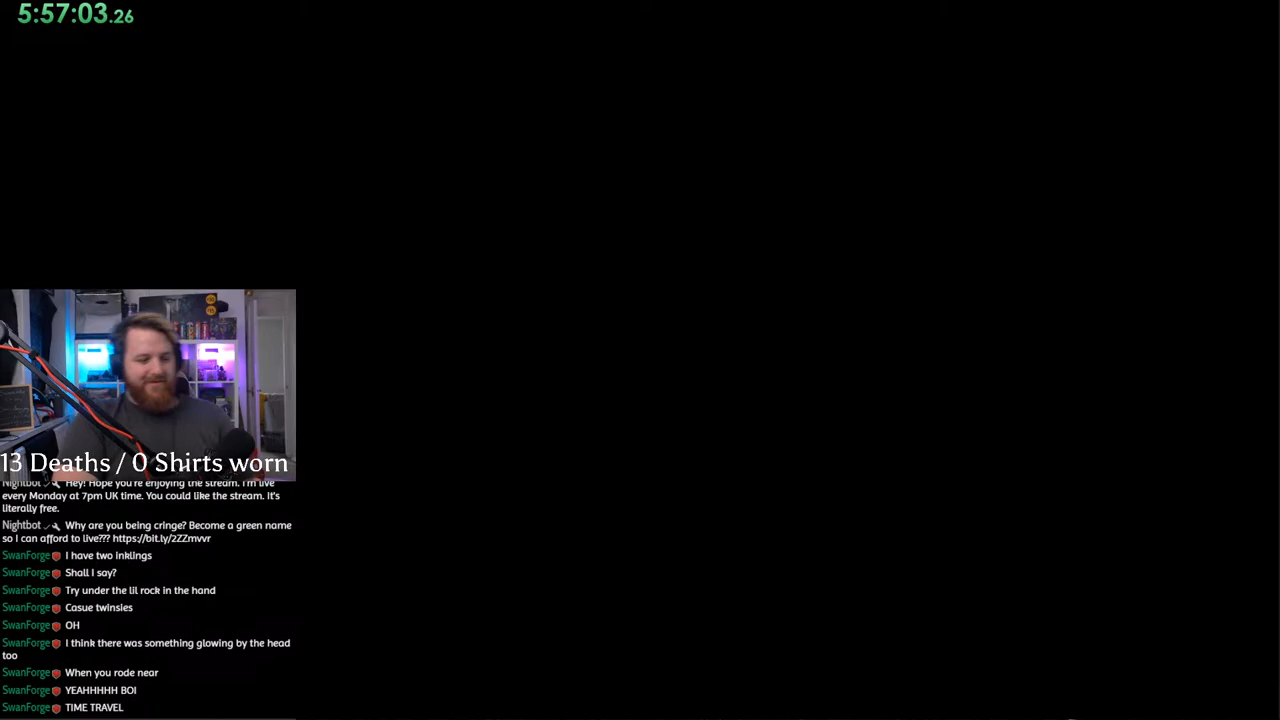 5:57:03.26
13 Deaths / 0 Shirts worn
Nightbot Hey! Hope you're enjoying the stream. I'm live
every Monday at 7pm UK time. You could like the stream. It's
literally free.
Nightbot Why are you being cringe? Become a green name
so I can afford to live??? https://bit.ly/2ZZmvvr
SwanForge I have two inklings
SwanForge Shall I say?
SwanForge Try under the lil rock in the hand
SwanForge Casue twinsies
SwanForge OH
SwanForge I think there was something glowing by the head
too
SwanForge When you rode near
SwanForge YEAHHHHH BOI
SwanForge TIME TRAVEL